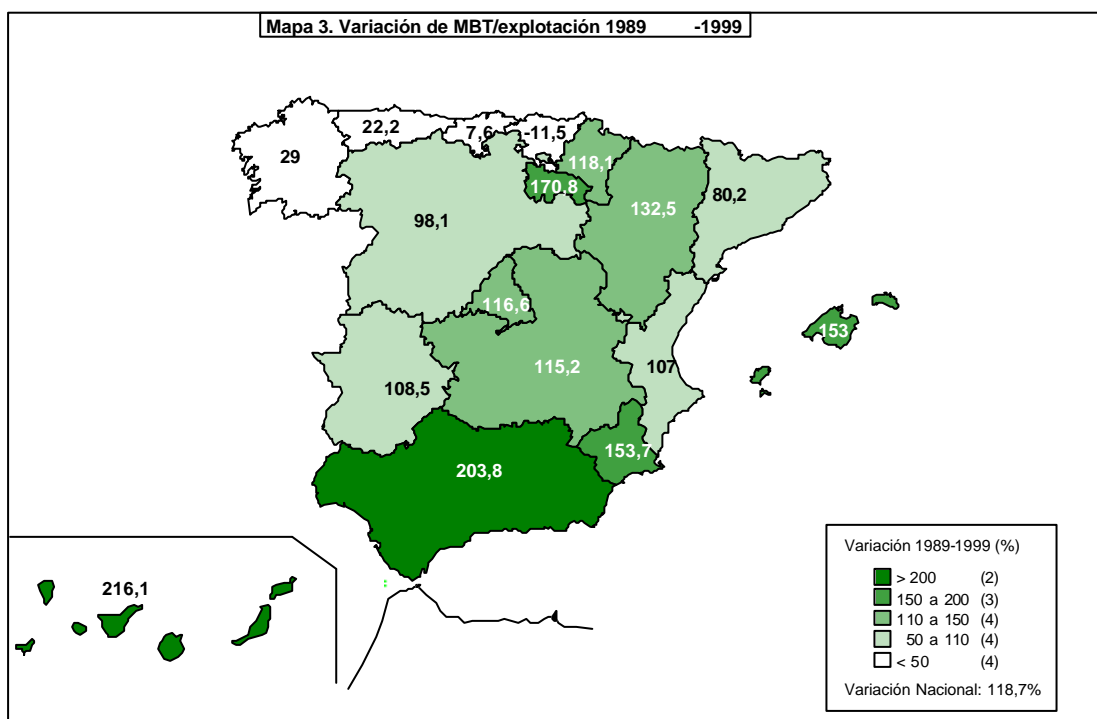 Mapa 3. Variación de MBT/explotación 1989 -1999
22,2
7,6
-11,5
29
118,1
170,8
80,2
132,5
98,1
116,6
153
115,2
107
108,5
153,7
203,8
216,1
Variación 1989-1999 (%)
> 200 (2)
150 a 200 (3)
110 a 150 (4)
50 a 110 (4)
< 50 (4)
Variación Nacional: 118,7%